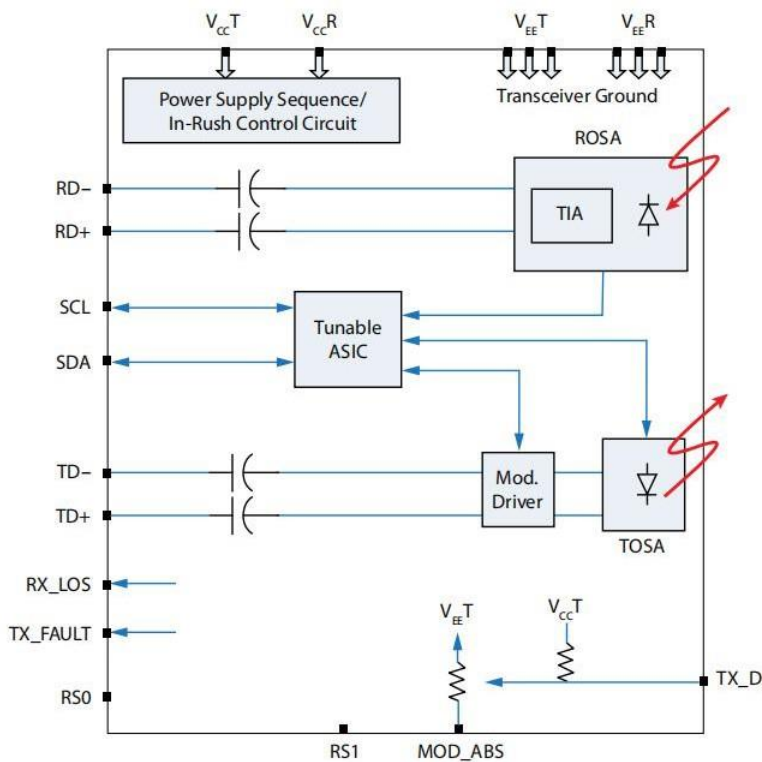 VCCT VCCR VEET VEER
Power Supply Sequence/
In-Rush Control Circuit
Transceiver Ground
ROSA
RD−
TIA
RD+
SCL
Tunable
ASIC
SDA
TD−
Mod.
Driver
TD+
TOSA
RX_LOS
VEET VCCT
TX_FAULT
TX_D
RS0
RS1 MOD_ABS